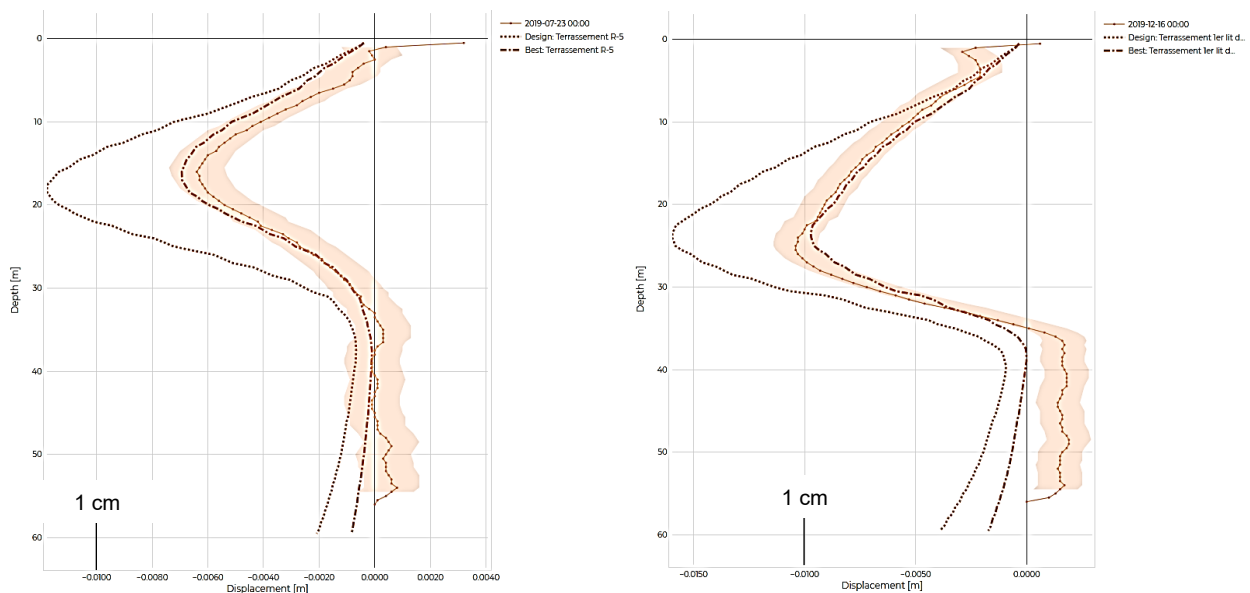 2019-07-23 00:00
Design: Terrassement R-5
Best: Terrassement R-5
0
10
20
30
40
50
60
Depth [m]
1 cm
−0.0100 −0.0080 −0.0060 −0.0040 −0.0020 0.0000 0.0020 0.0040
Displacement [m]
2019-12-16 00:00
Design: Terrassement 1er lit d...
Best: Terrassement 1er lit d...
0
10
20
30
40
50
60
Depth [m]
1 cm
−0.0150 −0.0100 −0.0050 0.0000
Displacement [m]